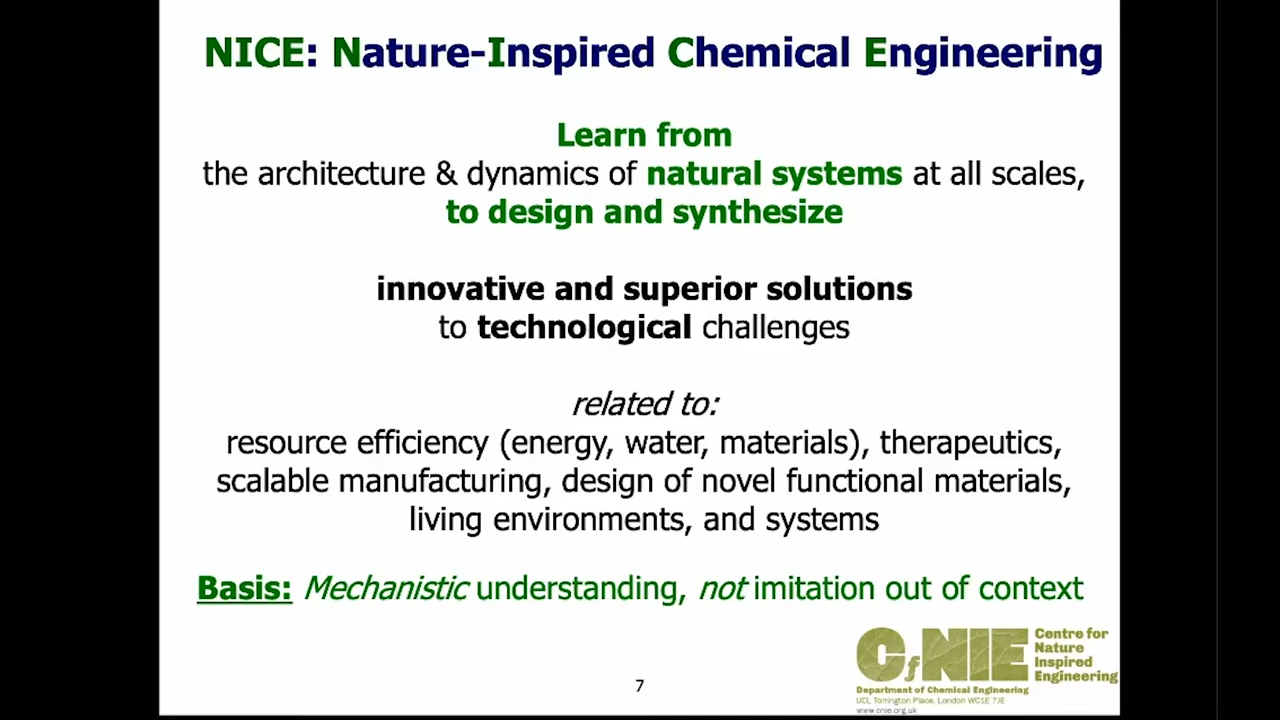 NICE: Nature-Inspired Chemical Engineering
Learn from
the architecture & dynamics of natural systems at all scales,
to design and synthesize
innovative and superior solutions
to technological challenges
related to:
resource efficiency (energy, water, materials), therapeutics,
scalable manufacturing, design of novel functional materials,
living environments, and systems
Basis: Mechanistic understanding, not imitation out of context
CfNIE
Centre for
Nature
Inspired
Engineering
Department of Chemical Engineering
UCL, Torrington Place, London WC1E 7JE
www.cnie.org.uk
7